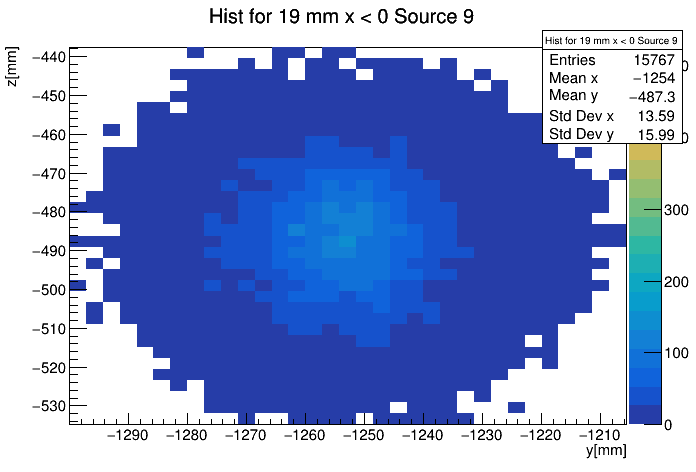 Hist for 19 mm x < 0 Source 9
z[mm]
Hist for 19 mm x < 0 Source 9
Entries 15767
Mean x −1254
Mean y −487.3
Std Dev x 13.59
Std Dev y 15.99
−440
−450
−460
−470
−480
−490
−500
−510
−520
−530
0
0
300
200
100
0
−1290 −1280 −1270 −1260 −1250 −1240 −1230 −1220 −1210
y[mm]